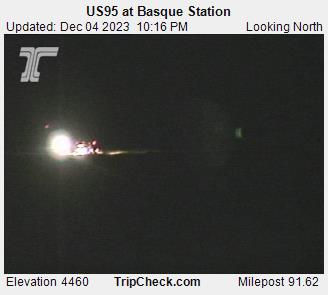 US95 at Basque Station
Updated: Dec 04 2023 10:16 PM Looking North
Elevation 4460 TripCheck.com Milepost 91.62